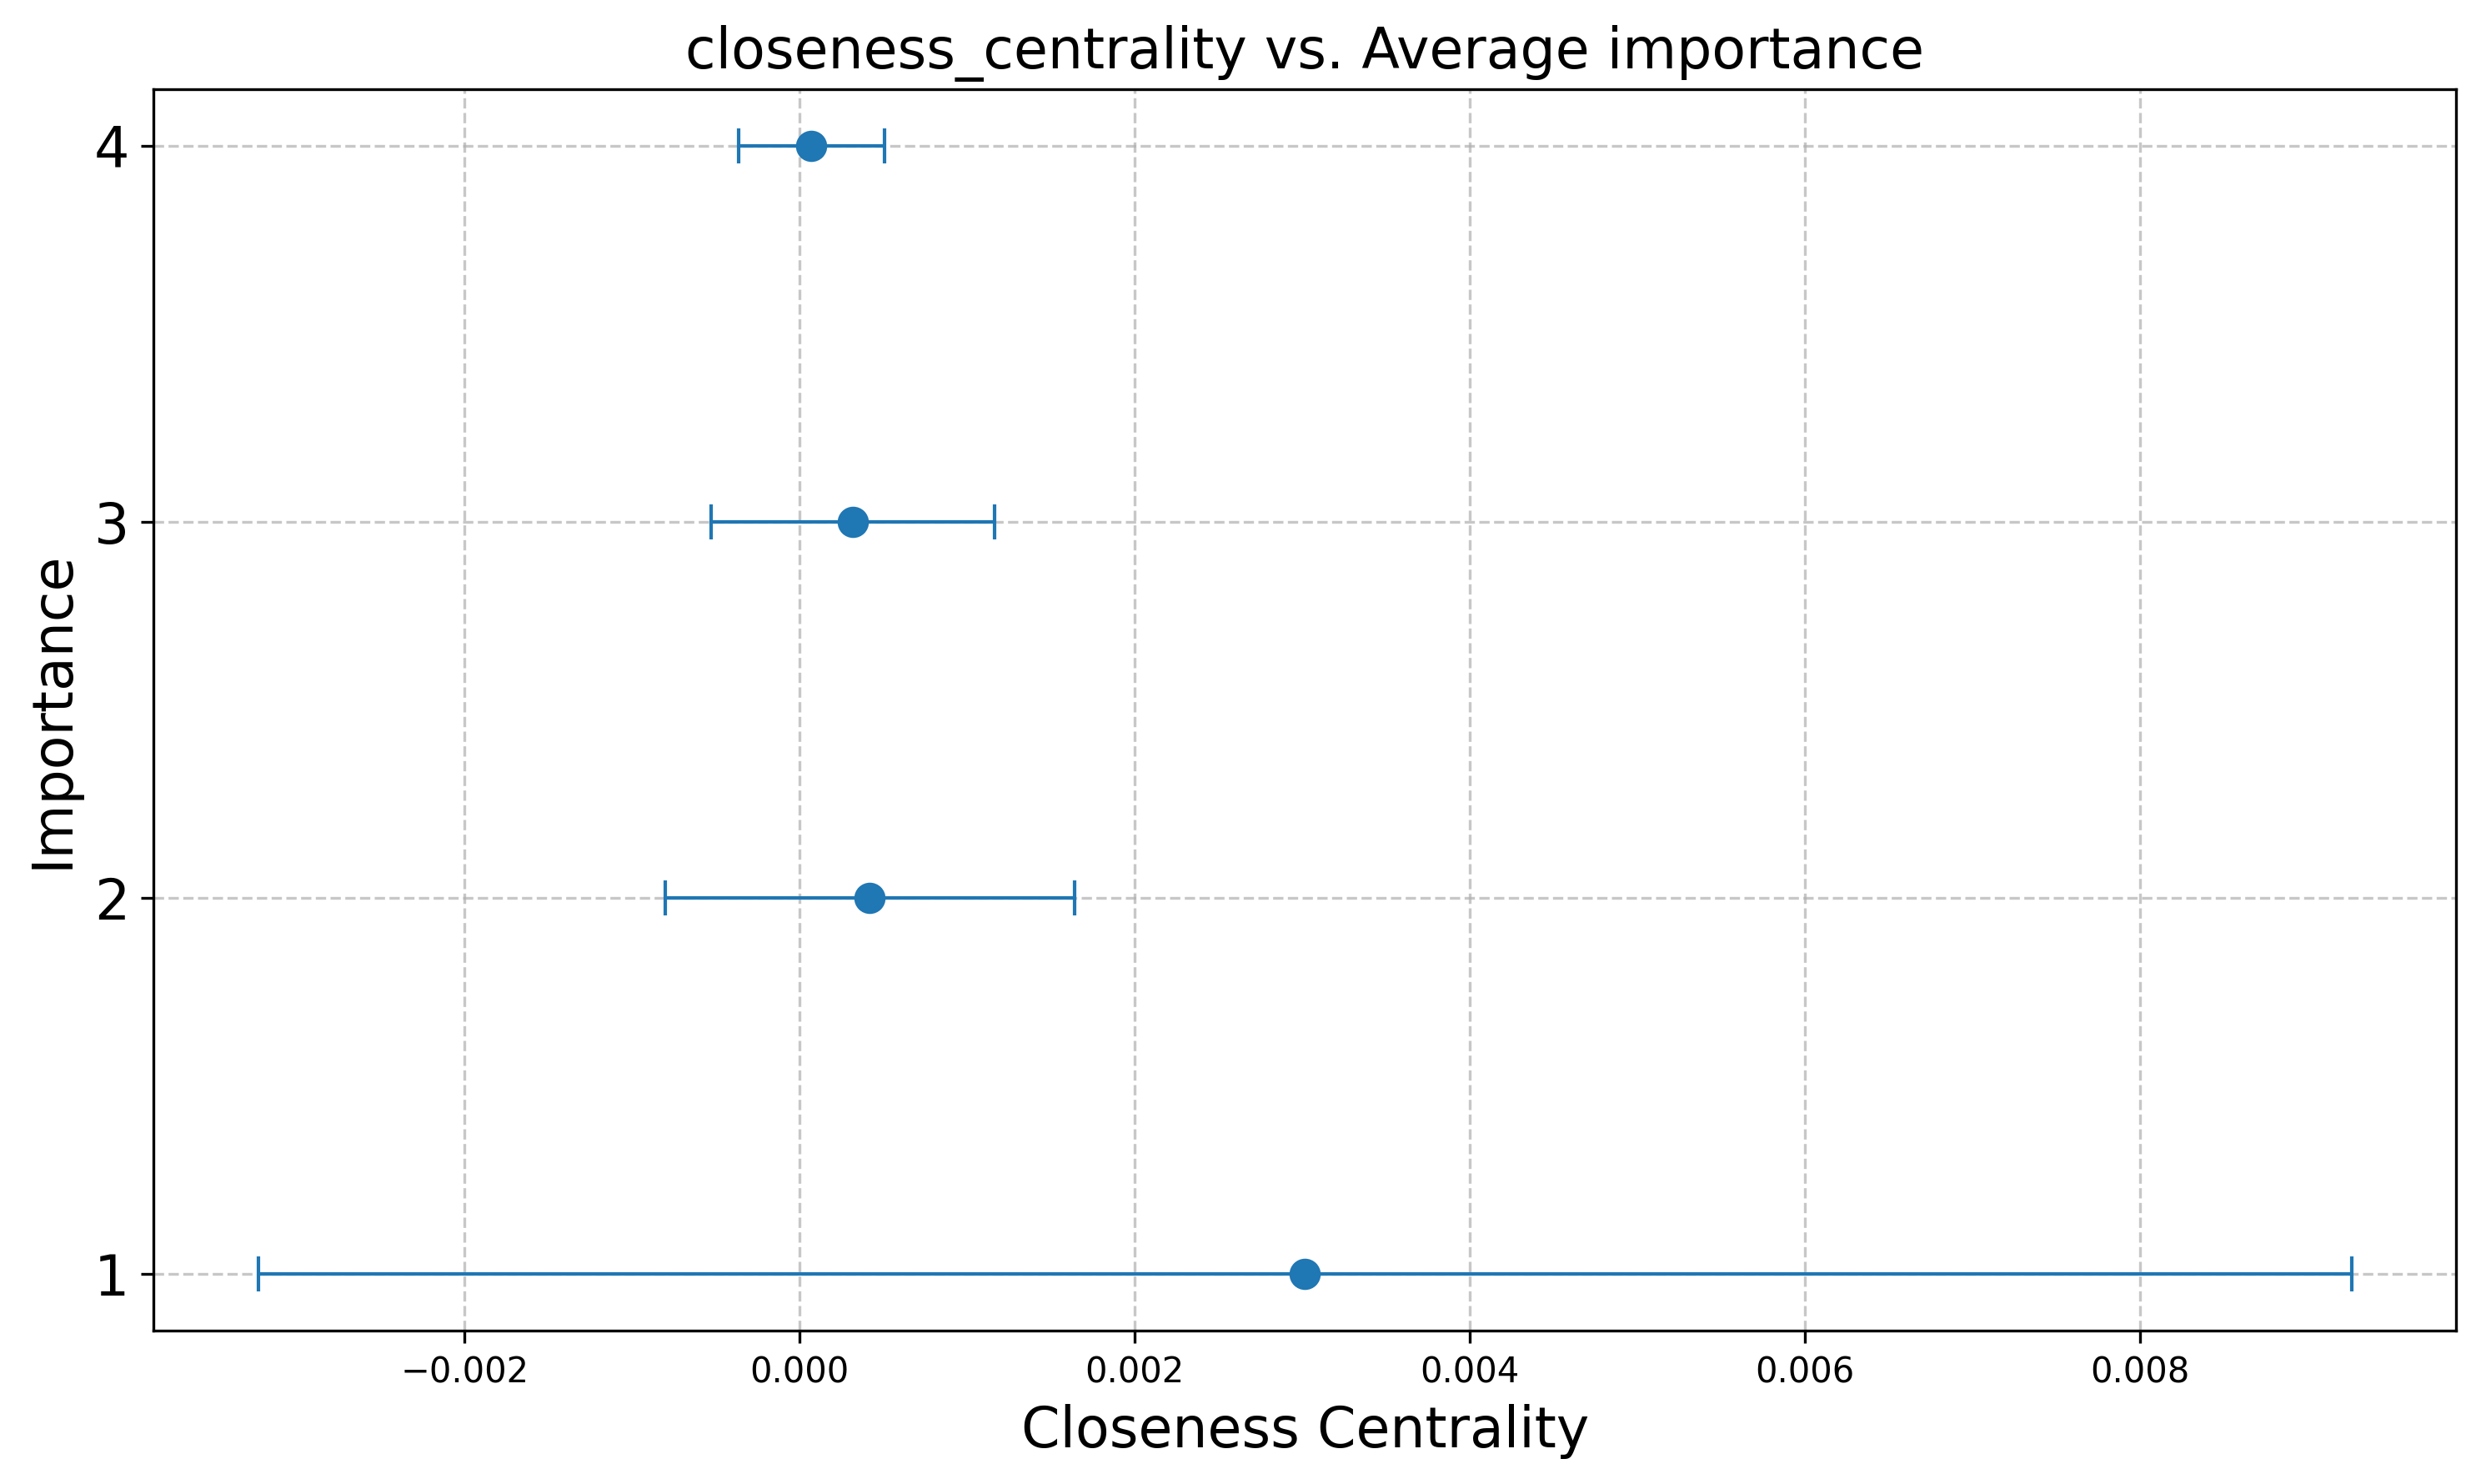 closeness_centrality vs. Average importance
4
3
2
1
Importance
−0.002 0.000 0.002 0.004 0.006 0.008
Closeness Centrality